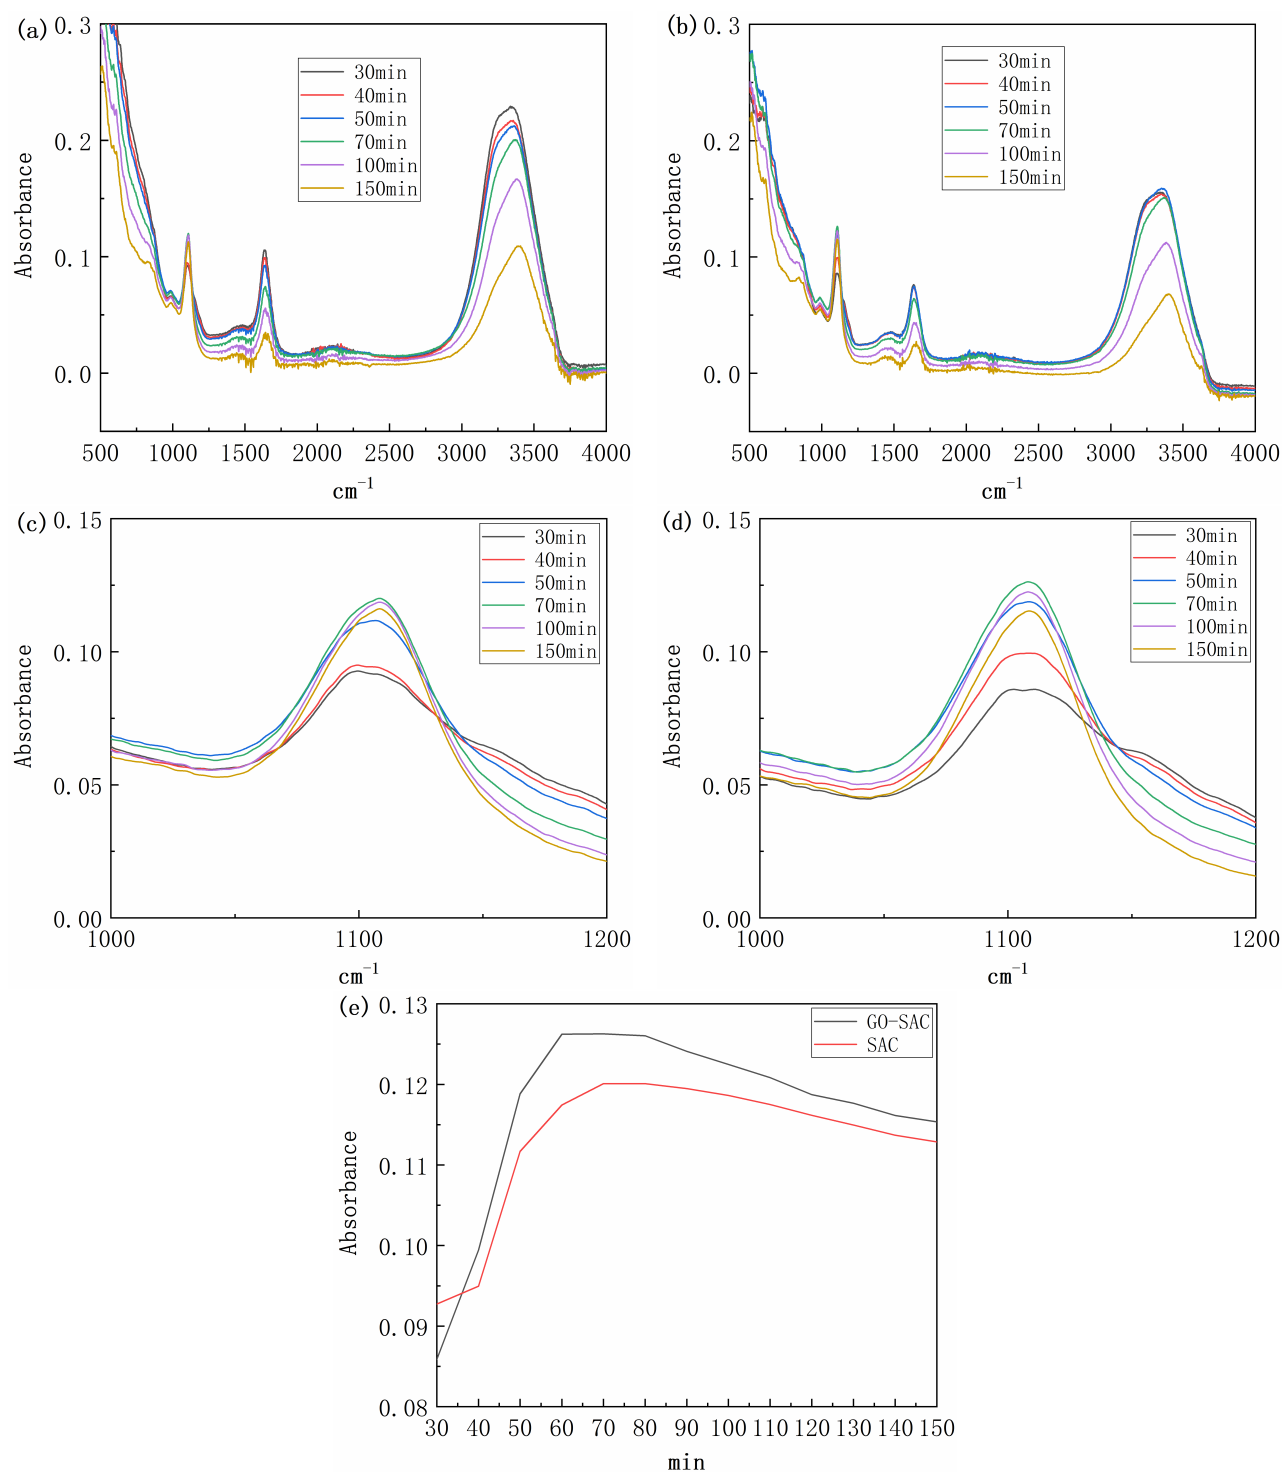 (a)
0.3
0.2
0.1
0.0
Absorbance
30min
40min
50min
70min
100min
150min
500 1000 1500 2000 2500 3000 3500 4000
cm⁻¹
(b)
0.3
0.2
0.1
0.0
Absorbance
30min
40min
50min
70min
100min
150min
500 1000 1500 2000 2500 3000 3500 4000
cm⁻¹
(c)
0.15
0.10
0.05
0.00
Absorbance
30min
40min
50min
70min
100min
150min
1000 1100 1200
cm⁻¹
(d)
0.15
0.10
0.05
0.00
Absorbance
30min
40min
50min
70min
100min
150min
1000 1100 1200
cm⁻¹
(e)
0.13
0.12
0.11
0.10
0.09
0.08
Absorbance
GO-SAC
SAC
30 40 50 60 70 80 90 100 110 120 130 140 150
min